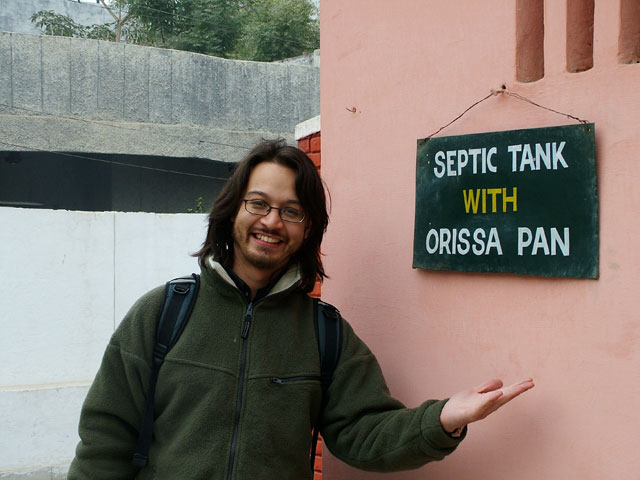 SEPTIC TANK
WITH
ORISSA PAN